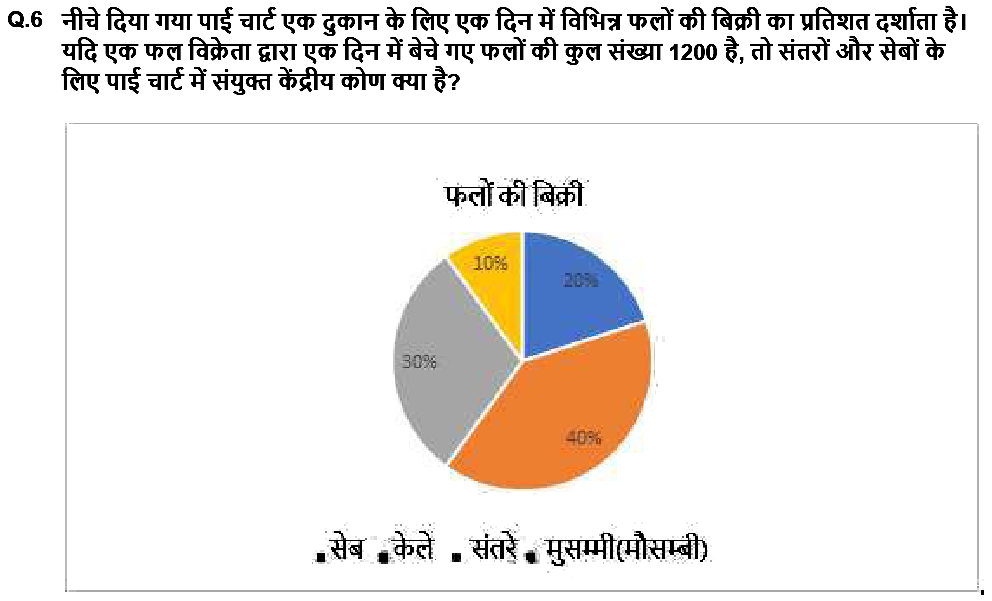 Q.6 नीचे दिया गया पाई चार्ट एक दुकान के लिए एक दिन में विभिन्न फलों की बिक्री का प्रतिशत दर्शाता है।
यदि एक फल विक्रेता द्वारा एक दिन में बेचे गए फलों की कुल संख्या 1200 है, तो संतरों और सेबों के
लिए पाई चार्ट में संयुक्त केंद्रीय कोण क्या है?
फलों की बिक्री
10%
20%
30%
40%
सेब केले संतरे मुसम्मी(मौसम्बी)